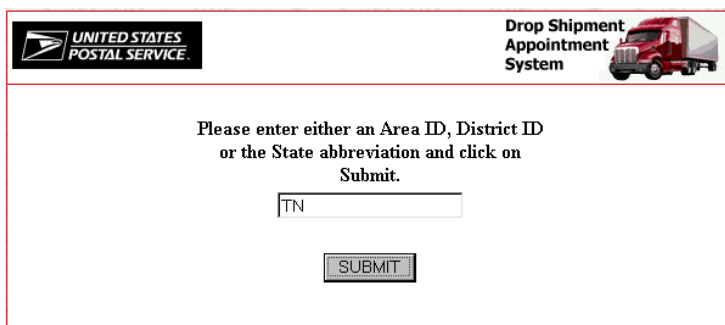 UNITED STATES
POSTAL SERVICE.
Drop Shipment
Appointment
System
Please enter either an Area ID, District ID
or the State abbreviation and click on
Submit.
TN
SUBMIT